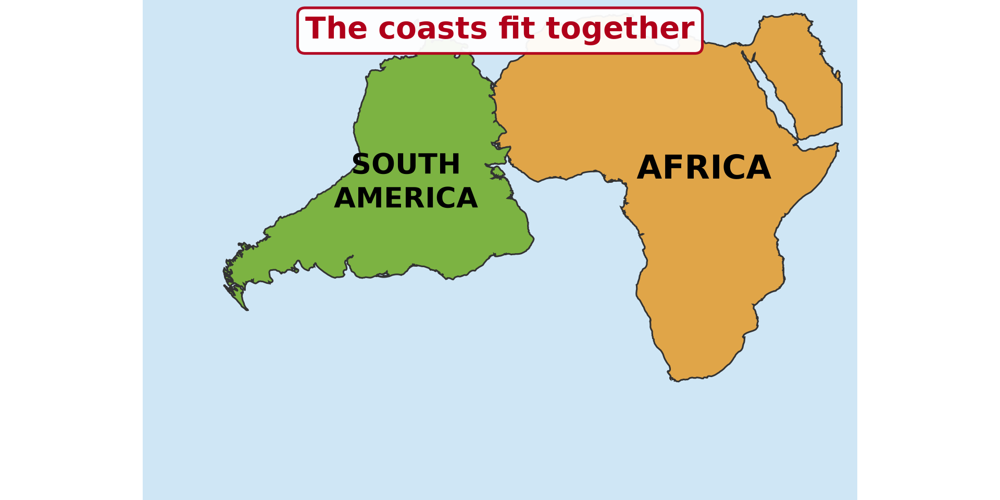 The coasts fit together
SOUTH
AMERICA
AFRICA